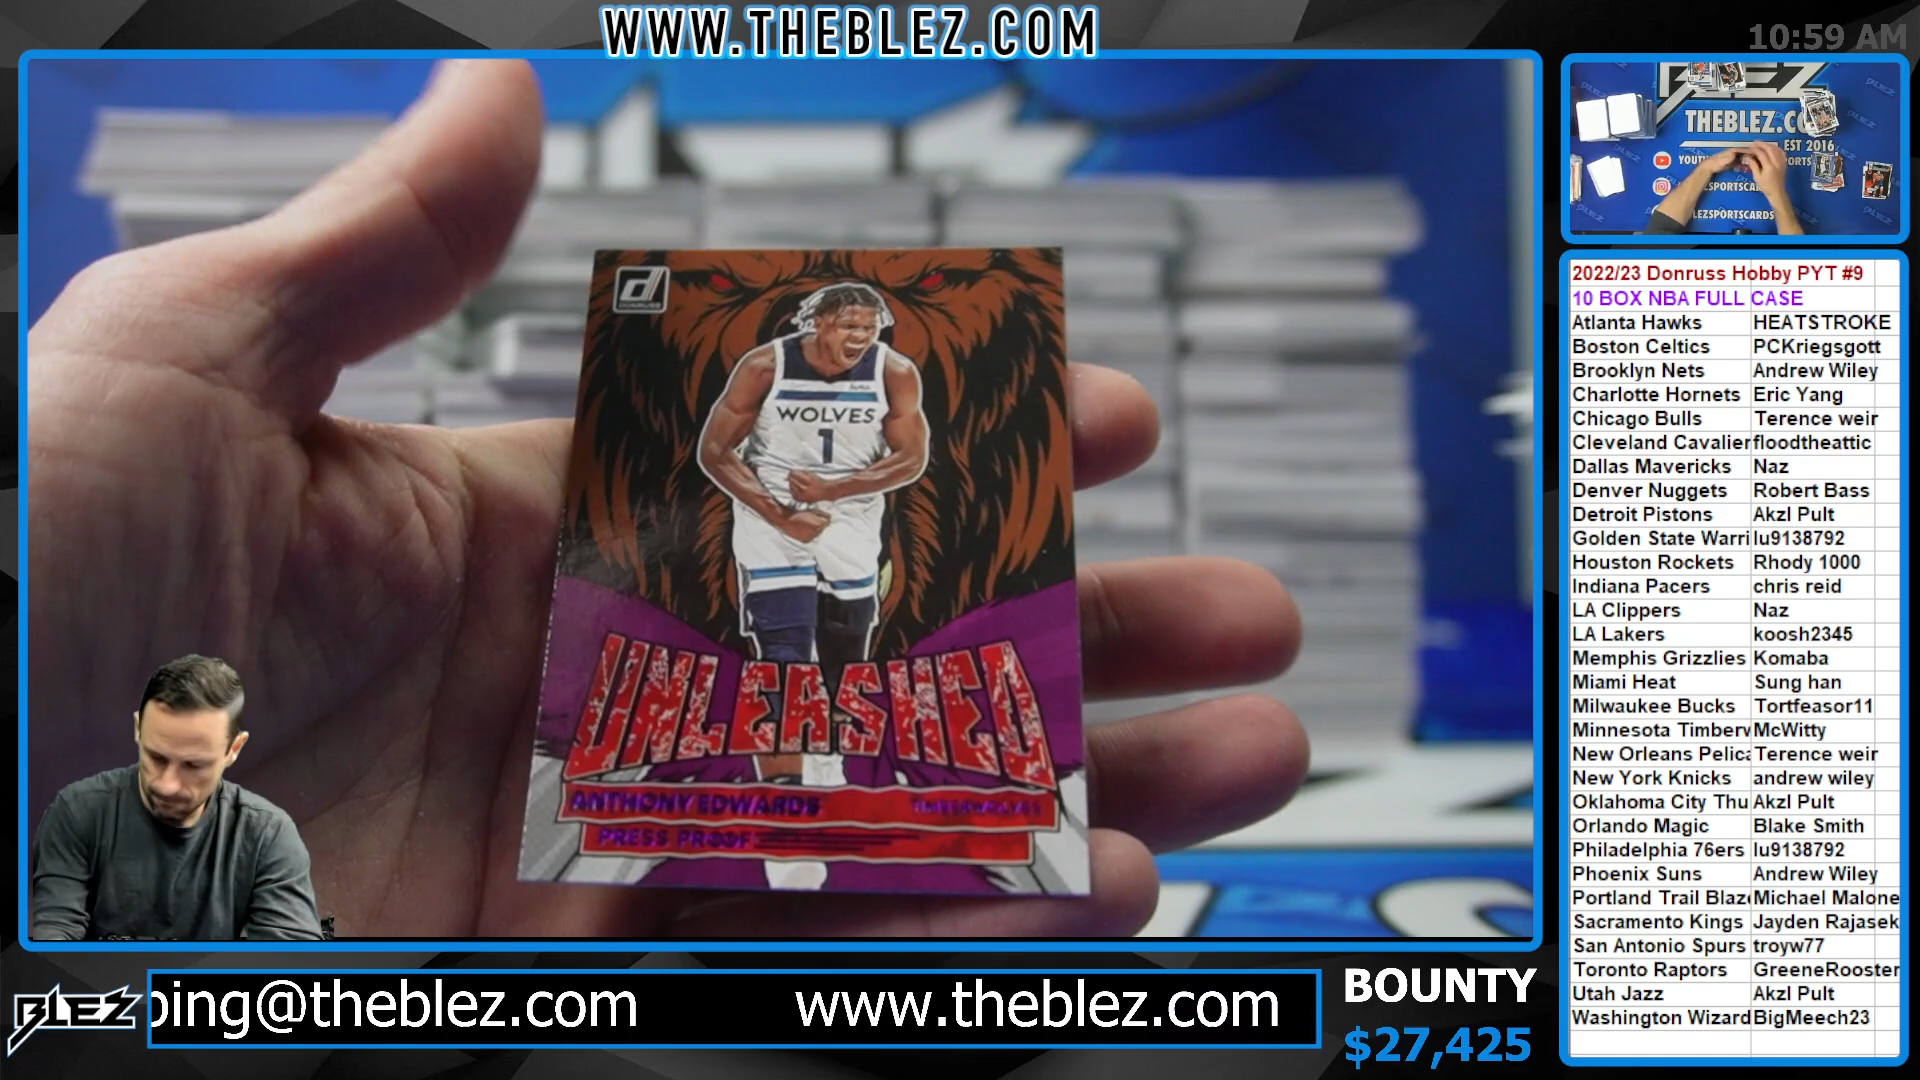 WWW.THEBLEZ.COM
10:59 AM
BLEZ
THEBLEZ.CO
EST 2016
DONRUSS
WOLVES
1
UNLEASHED
ANTHONY EDWARDS TIMBERWOLVES
PRESS PROOF
2022/23 Donruss Hobby PYT #9
10 BOX NBA FULL CASE
Atlanta Hawks HEATSTROKE
Boston Celtics PCKriegsgott
Brooklyn Nets Andrew Wiley
Charlotte Hornets Eric Yang
Chicago Bulls Terence weir
Cleveland Cavalier floodtheattic
Dallas Mavericks Naz
Denver Nuggets Robert Bass
Detroit Pistons Akzl Pult
Golden State Warri lu9138792
Houston Rockets Rhody 1000
Indiana Pacers chris reid
LA Clippers Naz
LA Lakers koosh2345
Memphis Grizzlies Komaba
Miami Heat Sung han
Milwaukee Bucks Tortfeasor11
Minnesota Timberv McWitty
New Orleans Pelica Terence weir
New York Knicks andrew wiley
Oklahoma City Thu Akzl Pult
Orlando Magic Blake Smith
Philadelphia 76ers lu9138792
Phoenix Suns Andrew Wiley
Portland Trail Blaze Michael Malone
Sacramento Kings Jayden Rajasek
San Antonio Spurs troyw77
Toronto Raptors GreeneRooster
Utah Jazz Akzl Pult
Washington Wizard BigMeech23
BLEZ
ping@theblez.com www.theblez.com
BOUNTY
$27,425